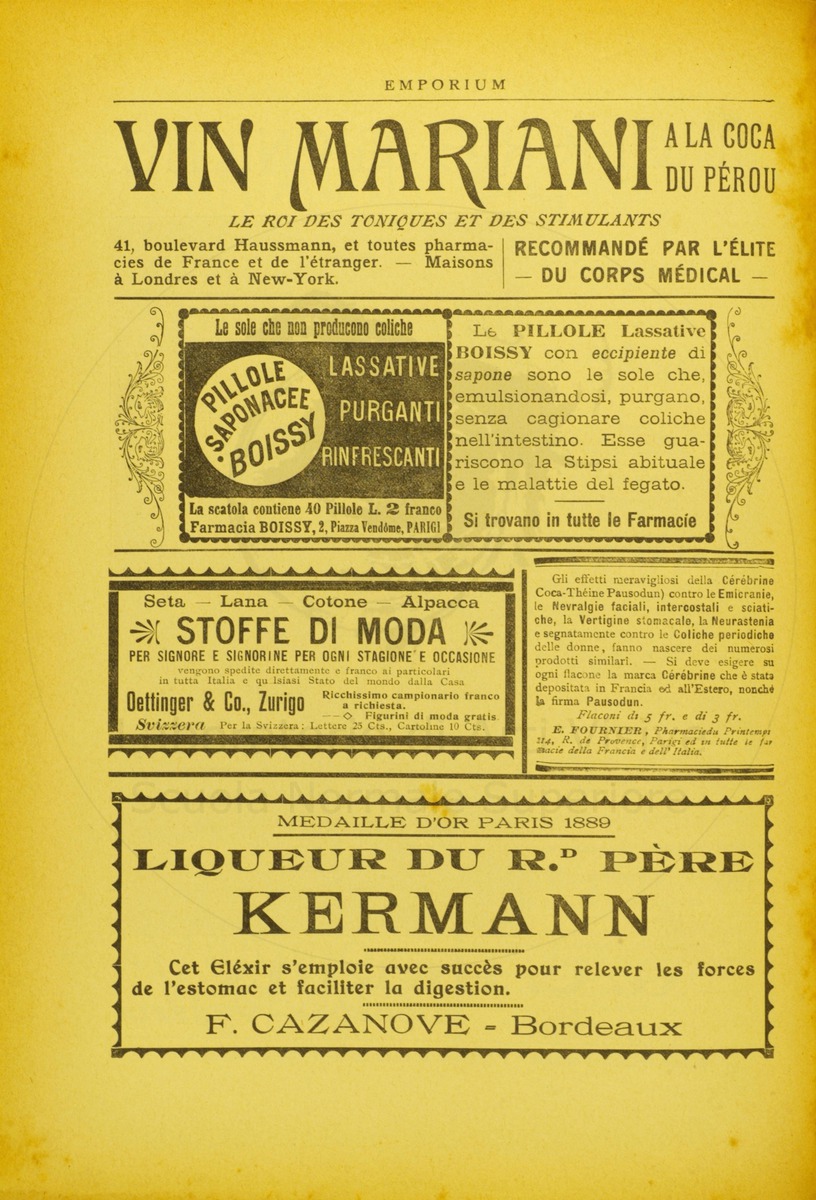 EMPORIUM
VIN MARIANI
A LA COCA
DU PÉROU
LE ROI DES TONIQUES ET DES STIMULANTS
41, boulevard Haussmann, et toutes pharma-
cies de France et de l'étranger. — Maisons
à Londres et à New-York.
RECOMMANDÉ PAR L'ÉLITE
— DU CORPS MÉDICAL —
Le sole che non producono coliche
PILLOLE
SAPONACEE
BOISSY
LASSATIVE
PURGANTI
RINFRESCANTI
La scatola contiene 40 Pillole L. 2 franco
Farmacia BOISSY, 2, Piazza Vendôme, PARIGI
Le PILLOLE Lassative
BOISSY con eccipiente di
sapone sono le sole che,
emulsionandosi, purgano,
senza cagionare coliche
nell'intestino. Esse gua-
riscono la Stipsi abituale
e le malattie del fegato.
Si trovano in tutte le Farmacie
Seta — Lana — Cotone — Alpacca
STOFFE DI MODA
PER SIGNORE E SIGNORINE PER OGNI STAGIONE E OCCASIONE
vengono spedite direttamente e franco ai particolari
in tutta Italia e qu lsiasi Stato del mondo dalla Casa
Oettinger & Co., Zurigo
Svizzera
Ricchissimo campionario franco
a richiesta.
Figurini di moda gratis.
Per la Svizzera: Lettere 25 Cts., Cartoline 10 Cts.
Gli effetti meravigliosi della Cérébrine
Coca-Théine Pausodun) contro le Emicranie,
le Nevralgie faciali, intercostali e sciati-
che, la Vertigine stomacale, la Neurastenia
e segnatamente contro le Coliche periodiche
delle donne, fanno nascere dei numerosi
prodotti similari. — Si deve esigere su
ogni flacone la marca Cérébrine che è stata
depositata in Francia ed all'Estero, nonché
la firma Pausodun.
Flaconi di 5 fr. e di 3 fr.
E. FOURNIER, Pharmaciedu Printemps
114, R. de Provence, Parigi ed in tutte le far
macie della Francia e dell' Italia.
MEDAILLE D'OR PARIS 1889
LIQUEUR DU R.D PÈRE
KERMANN
Cet Eléxir s'emploie avec succès pour relever les forces
de l'estomac et faciliter la digestion.
F. CAZANOVE - Bordeaux